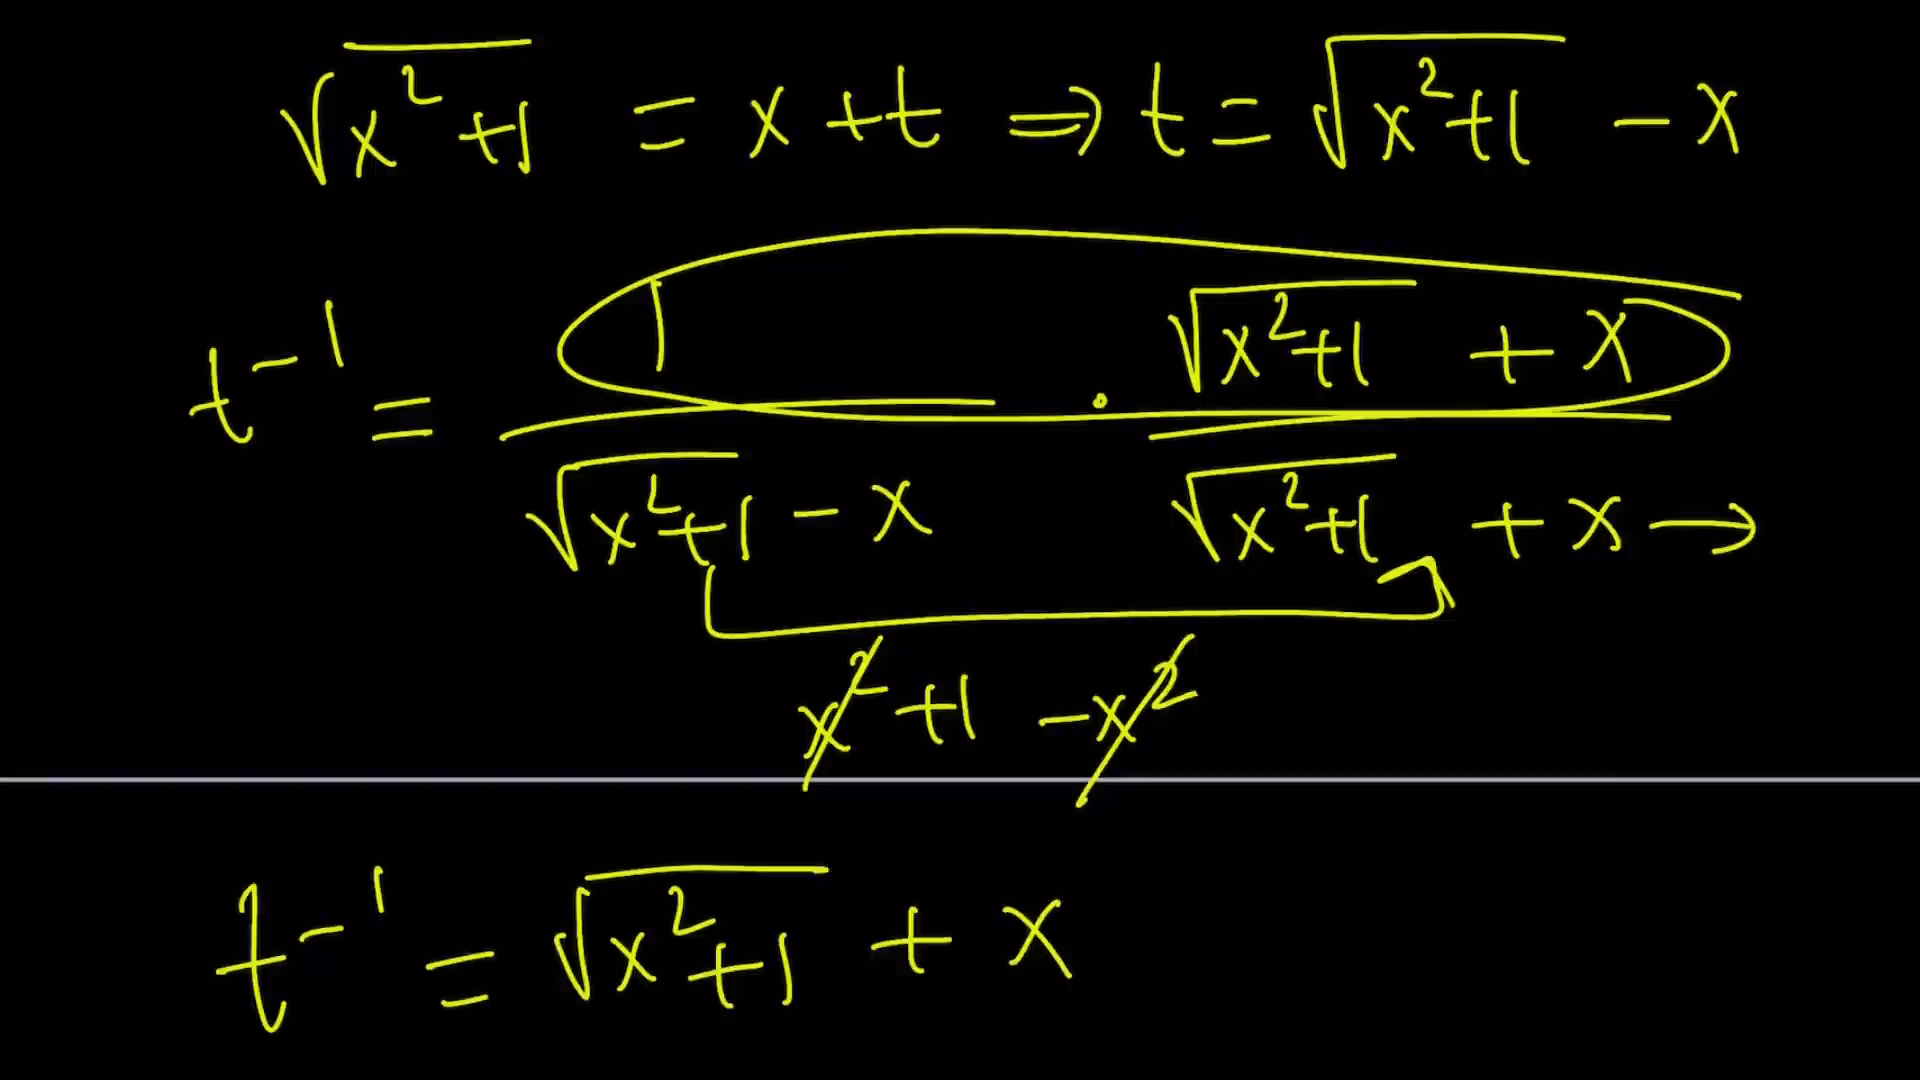 √(x²+1) = x + t ⇒ t = √(x²+1) − x
t⁻¹ = 1/(√(x²+1) − x) · (√(x²+1) + x)/(√(x²+1) + x) →
x² + 1 − x²
t⁻¹ = √(x²+1) + x